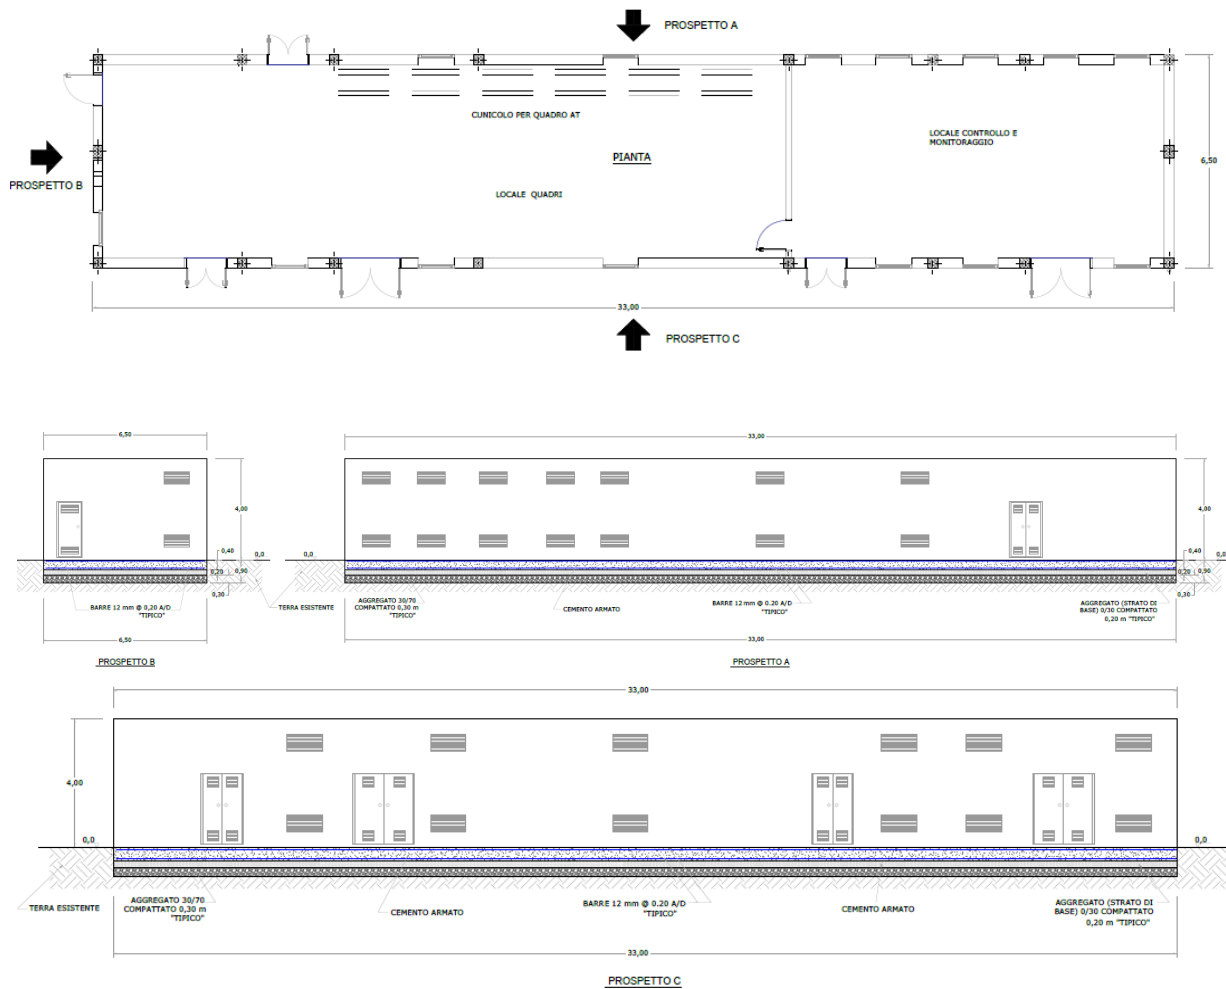 PROSPETTO A
CUNICOLO PER QUADRO AT
LOCALE CONTROLLO E
MONITORAGGIO
PIANTA
6,50
PROSPETTO B
LOCALE QUADRI
33,00
PROSPETTO C
6,50
33,00
4,00
4,00
0,40
0,0
0,0
0,40
0,0
0,20
0,90
0,20
0,90
0,30
0,30
BARRE 12 mm @ 0,20 A/D
"TIPICO"
TERRA ESISTENTE
AGGREGATO 30/70
COMPATTATO 0,30 m
"TIPICO"
CEMENTO ARMATO
BARRE 12 mm @ 0.20 A/D
"TIPICO"
AGGREGATO (STRATO DI
BASE) 0/30 COMPATTATO
0,20 m "TIPICO"
6,50
33,00
PROSPETTO B
PROSPETTO A
33,00
4,00
0,0
0,0
TERRA ESISTENTE
AGGREGATO 30/70
COMPATTATO 0,30 m
"TIPICO"
CEMENTO ARMATO
BARRE 12 mm @ 0.20 A/D
"TIPICO"
CEMENTO ARMATO
AGGREGATO (STRATO DI
BASE) 0/30 COMPATTATO
0,20 m "TIPICO"
33,00
PROSPETTO C